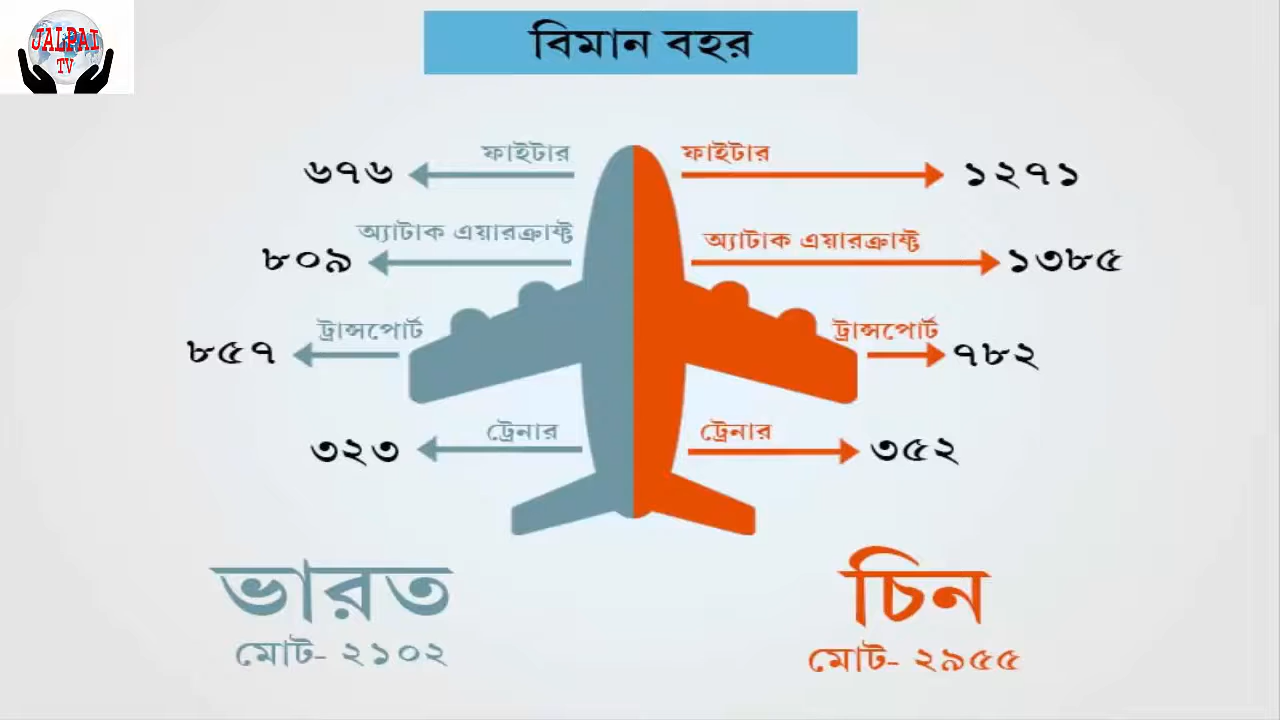 JALPAI
TV
বিমান বহর
ফাইটার
ফাইটার
৬৭৬
১২৭১
অ্যাটাক এয়ারক্রাফ্ট
অ্যাটাক এয়ারক্রাফ্ট
৮০৯
১৩৮৫
ট্রান্সপোর্ট
ট্রান্সপোর্ট
৮৫৭
৭৮২
ট্রেনার
ট্রেনার
৩২৩
৩৫২
ভারত
চিন
মোট- ২১০২
মোট- ২৯৫৫